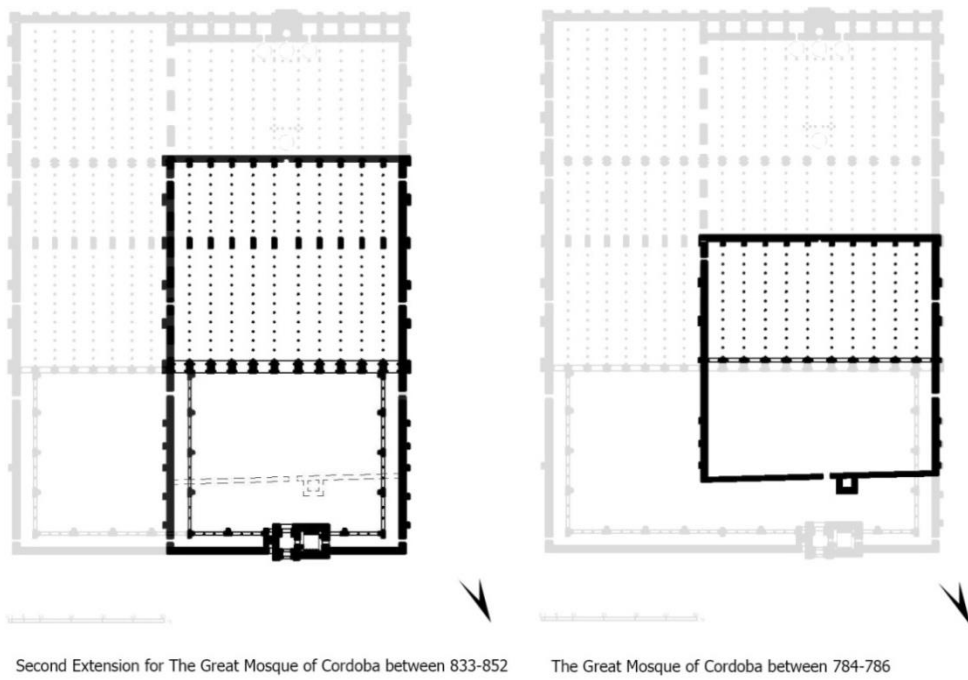 Second Extension for The Great Mosque of Cordoba between 833-852
The Great Mosque of Cordoba between 784-786